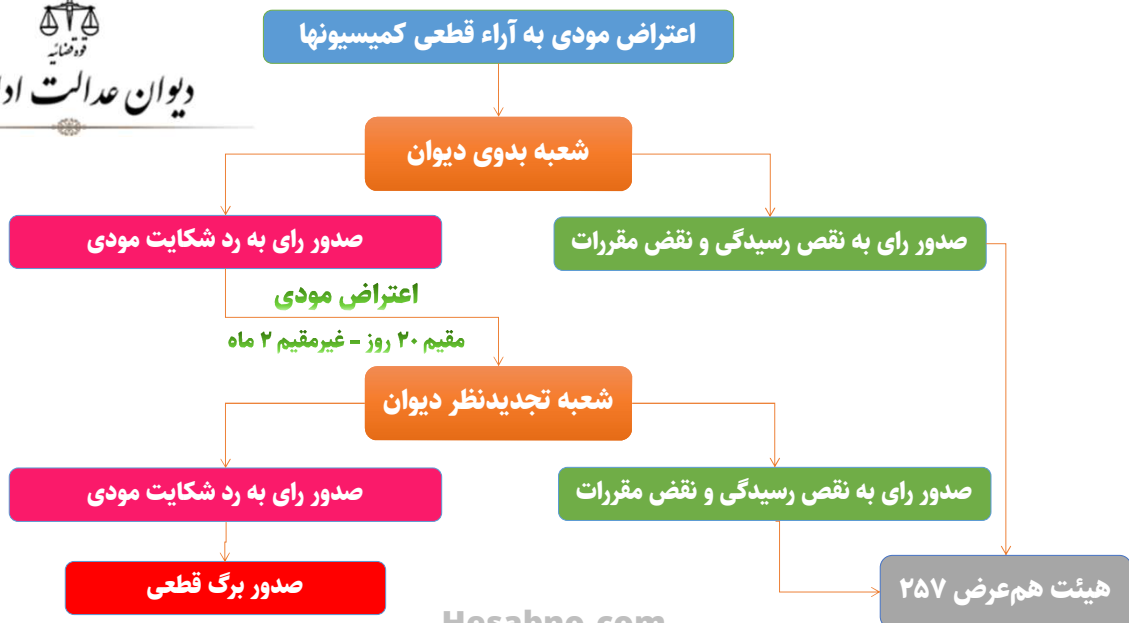 قوه قضائیه
دیوان عدالت
اعتراض مودی به آراء قطعی کمیسیونها
شعبه بدوی دیوان
صدور رای به نقص رسیدگی و نقض مقررات
صدور رای به رد شکایت مودی
اعتراض مودی
مقیم ۲۰ روز - غیرمقیم ۲ ماه
شعبه تجدیدنظر دیوان
صدور رای به نقص رسیدگی و نقض مقررات
صدور رای به رد شکایت مودی
هیئت هم‌عرض ۲۵۷
صدور برگ قطعی